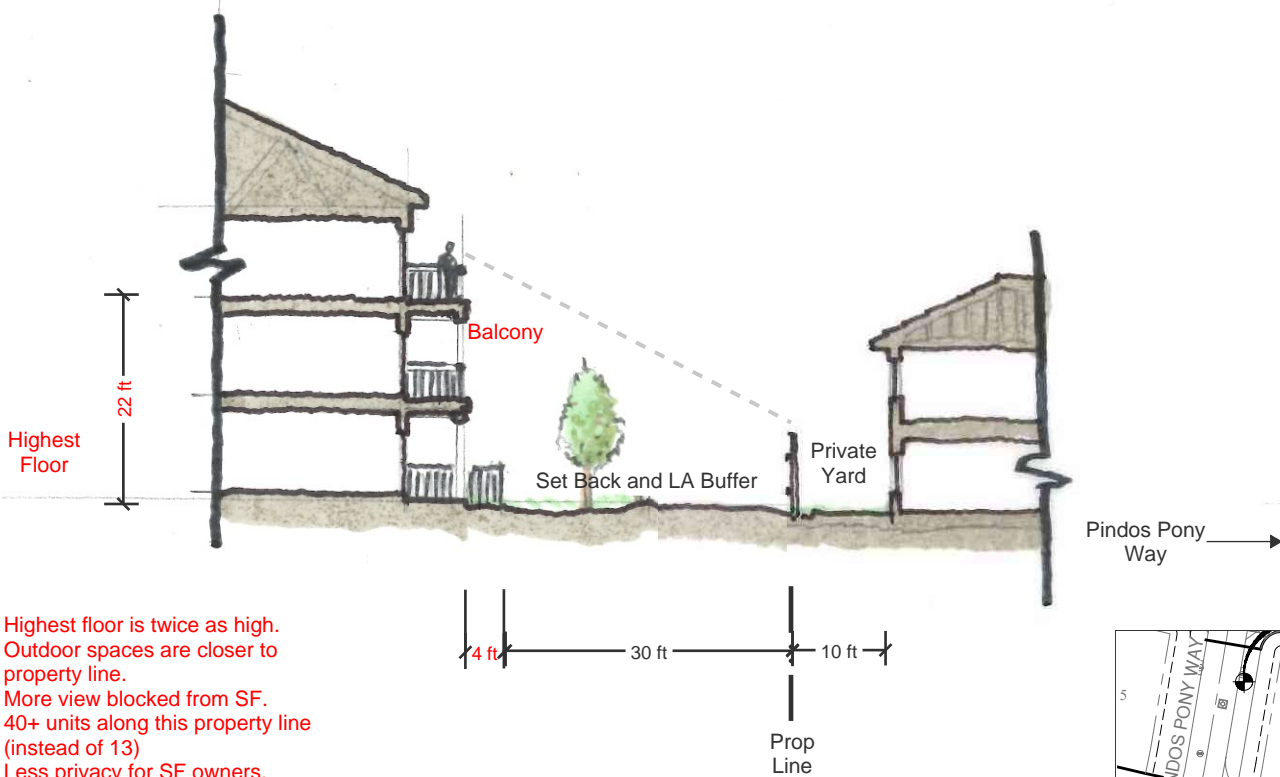 Balcony
22 ft
Highest
Floor
Private
Yard
Set Back and LA Buffer
Pindos Pony
Way
4 ft
30 ft
10 ft
Prop
Line
Highest floor is twice as high.
Outdoor spaces are closer to
property line.
More view blocked from SF.
40+ units along this property line
(instead of 13)
Less privacy for SF owners.
5
NDOS PONY WAY